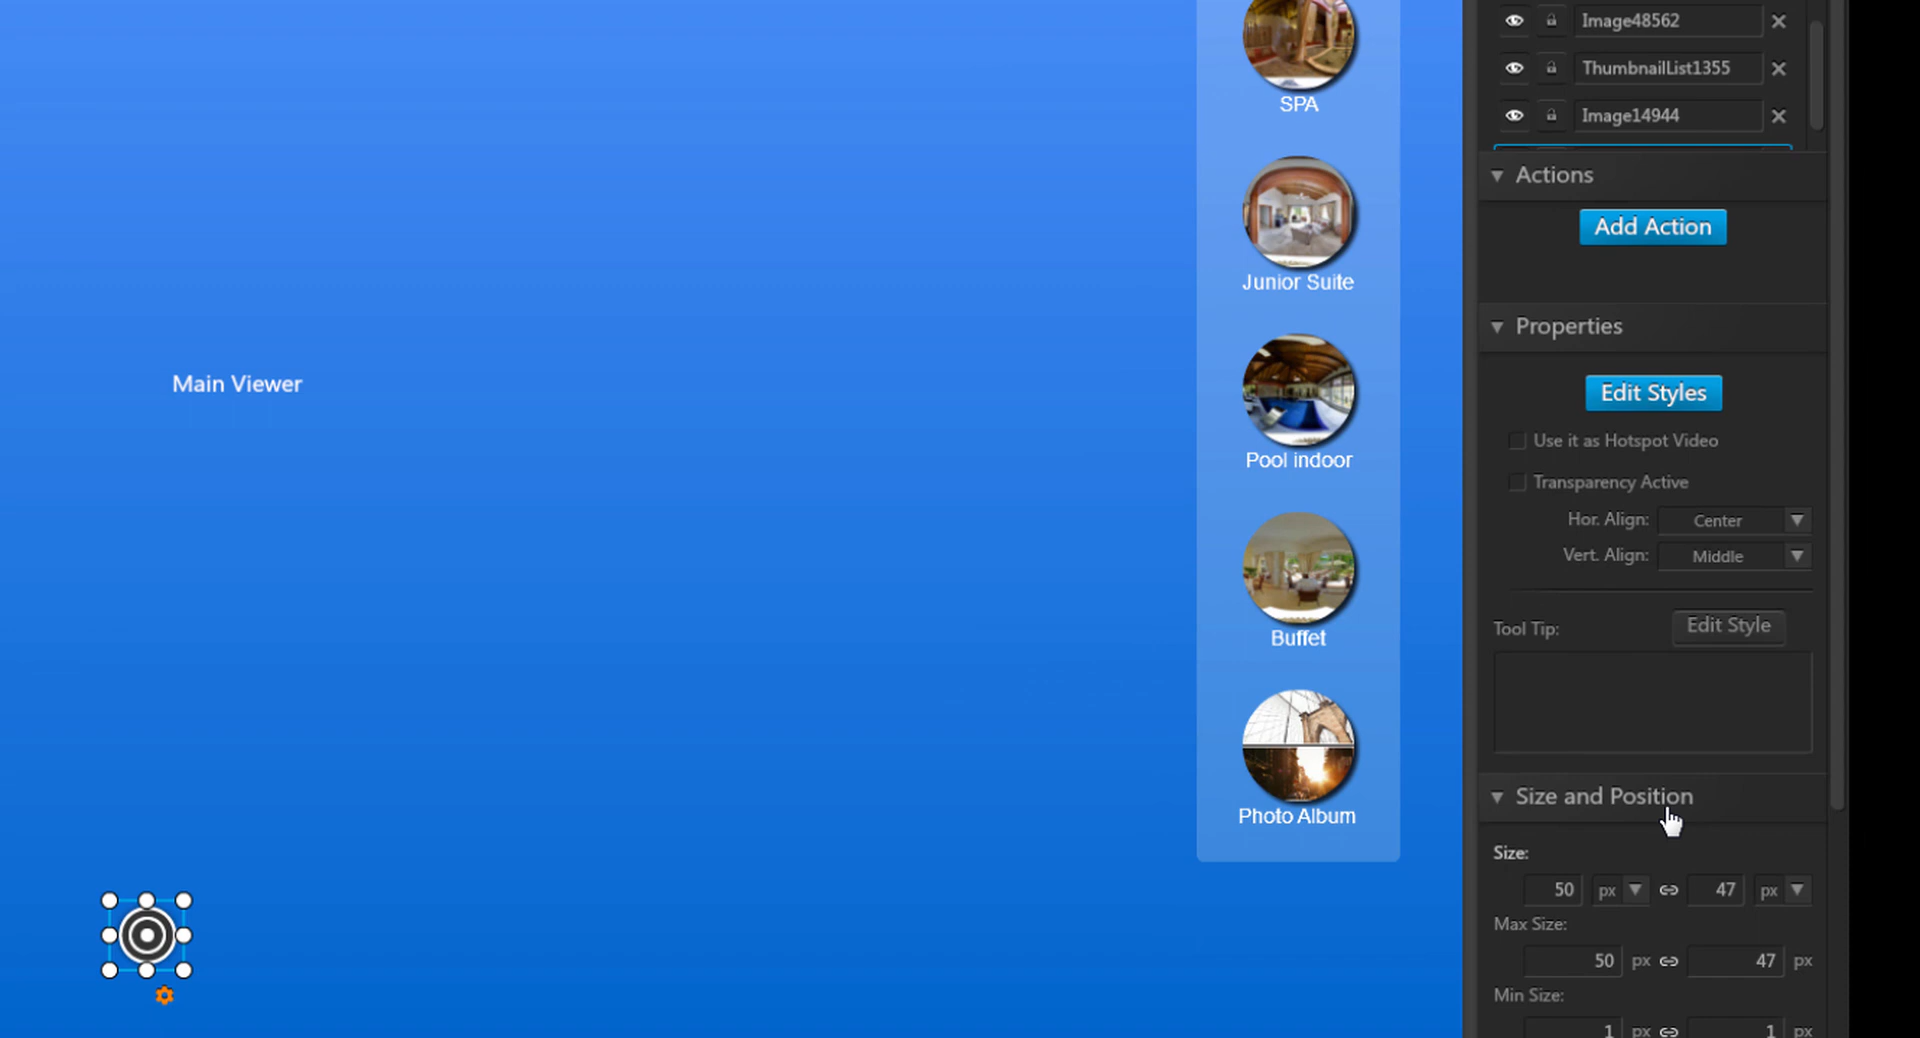 SPA
Junior Suite
Main Viewer
Pool indoor
Buffet
Photo Album
Image48562
ThumbnailList1355
Image14944
Actions
Add Action
Properties
Edit Styles
Use it as Hotspot Video
Transparency Active
Hor. Align: Center
Vert. Align: Middle
Tool Tip: Edit Style
Size and Position
Size:
50 px 47 px
Max Size:
50 px 47 px
Min Size:
1 px 1 px